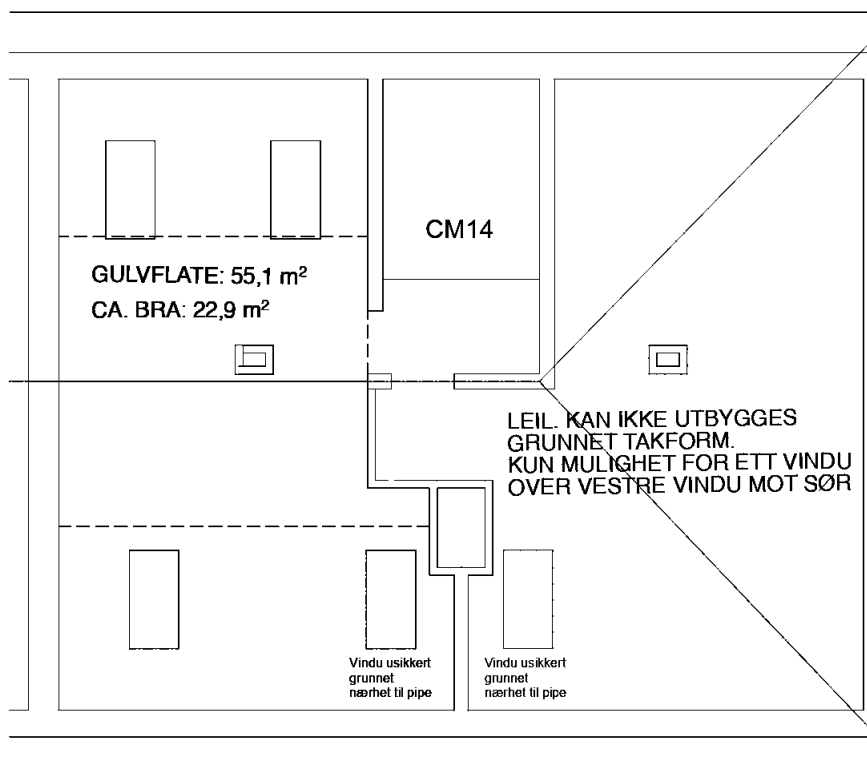 CM14
GULVFLATE: 55,1 m²
CA. BRA: 22,9 m²
LEIL. KAN IKKE UTBYGGES
GRUNNET TAKFORM.
KUN MULIGHET FOR ETT VINDU
OVER VESTRE VINDU MOT SØR
Vindu usikkert
grunnet
nærhet til pipe
Vindu usikkert
grunnet
nærhet til pipe